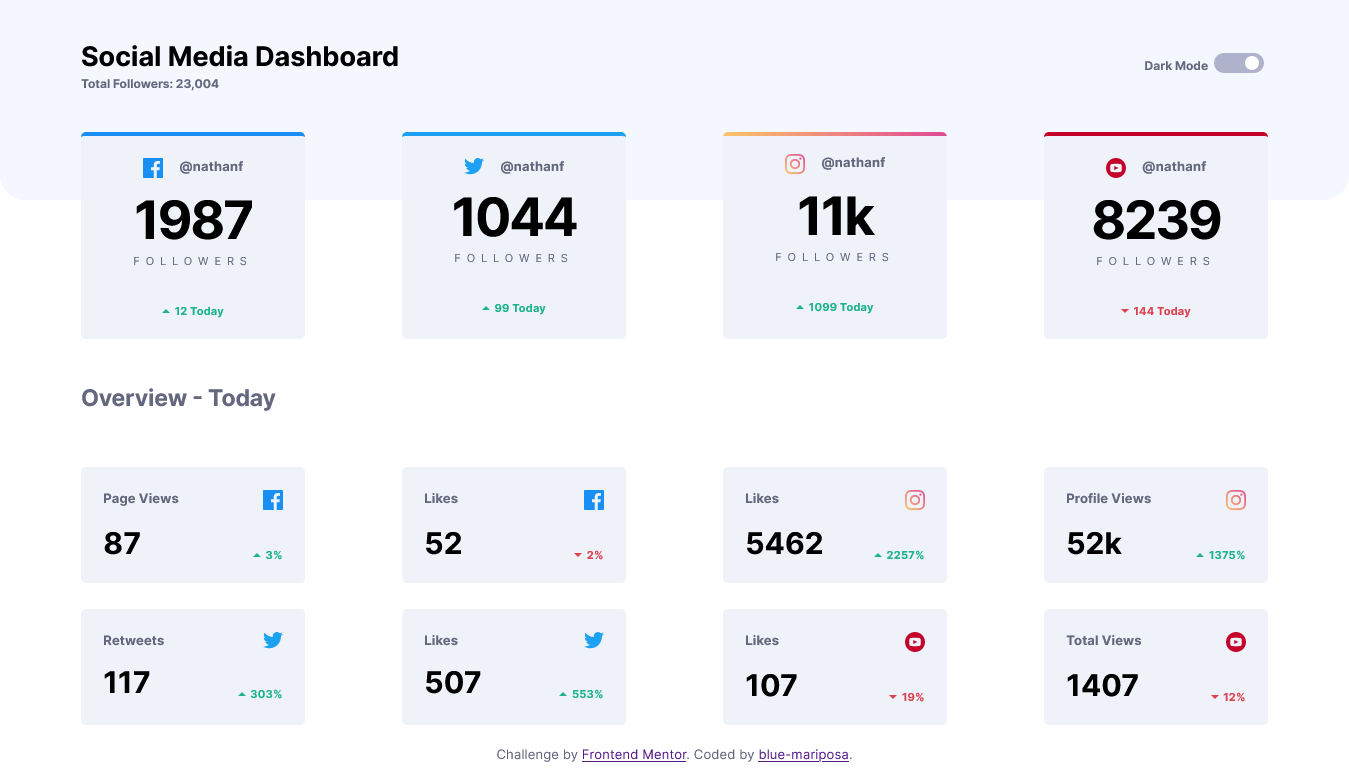 Social Media Dashboard
Total Followers: 23,004
Dark Mode
@nathanf
1987
FOLLOWERS
12 Today
@nathanf
1044
FOLLOWERS
99 Today
@nathanf
11k
FOLLOWERS
1099 Today
@nathanf
8239
FOLLOWERS
144 Today
Overview - Today
Page Views
87
3%
Likes
52
2%
Likes
5462
2257%
Profile Views
52k
1375%
Retweets
117
303%
Likes
507
553%
Likes
107
19%
Total Views
1407
12%
Challenge by Frontend Mentor. Coded by blue-mariposa.